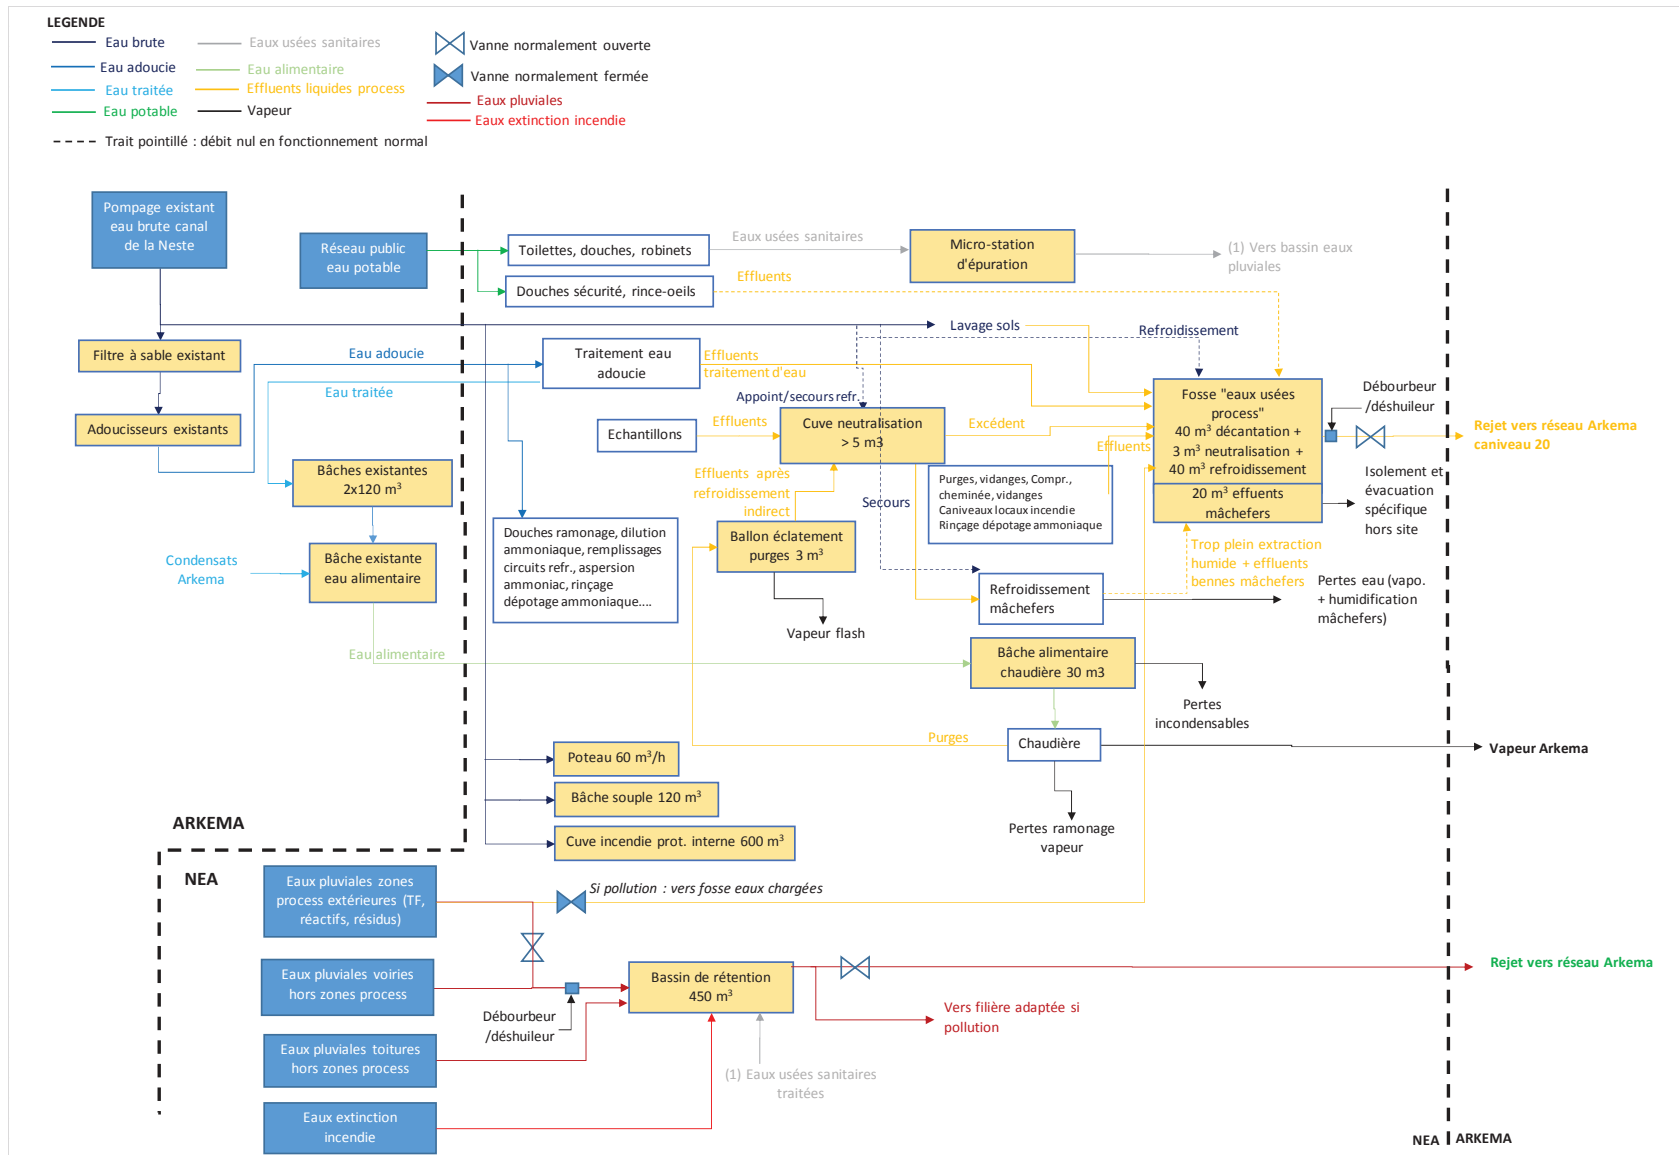 LEGENDE
Eau brute
Eau adoucie
Eau traitée
Eau potable
Eaux usées sanitaires
Eau alimentaire
Effluents liquides process
Vapeur
Vanne normalement ouverte
Vanne normalement fermée
Eaux pluviales
Eaux extinction incendie
Trait pointillé : débit nul en fonctionnement normal
Pompage existant
eau brute canal
de la Neste
Réseau public
eau potable
Toilettes, douches, robinets
Eaux usées sanitaires
Micro-station
d'épuration
(1) Vers bassin eaux
pluviales
Douches sécurité, rince-oeils
Effluents
Lavage sols
Refroidissement
Filtre à sable existant
Eau adoucie
Traitement eau
adoucie
Effluents
traitement d'eau
Eau traitée
Appoint/secours refr.
Adoucisseurs existants
Echantillons
Effluents
Cuve neutralisation
> 5 m3
Excédent
Effluents
Fosse "eaux usées
process"
40 m³ décantation +
3 m³ neutralisation +
40 m³ refroidissement
20 m³ effuents
mâchefers
Débourbeur
/déshuileur
Rejet vers réseau Arkema
caniveau 20
Isolement et
évacuation
spécifique
hors site
Bâches existantes
2x120 m³
Effluents après
refroidissement
indirect
Secours
Purges, vidanges, Compr.,
cheminée, vidanges
Caniveaux locaux incendie
Rinçage dépotage ammoniaque
Douches ramonage, dilution
ammoniaque, remplissages
circuits refr., aspersion
ammoniac, rinçage
dépotage ammoniaque....
Ballon éclatement
purges 3 m³
Trop plein extraction
humide + effluents
bennes mâchefers
Condensats
Arkema
Bâche existante
eau alimentaire
Refroidissement
mâchefers
Pertes eau (vapo.
+ humidification
mâchefers)
Vapeur flash
Eau alimentaire
Bâche alimentaire
chaudière 30 m3
Pertes
incondensables
Purges
Chaudière
Vapeur Arkema
Poteau 60 m³/h
Bâche souple 120 m³
Cuve incendie prot. interne 600 m³
Pertes ramonage
vapeur
ARKEMA
NEA
Eaux pluviales zones
process extérieures (TF,
réactifs, résidus)
Si pollution : vers fosse eaux chargées
Eaux pluviales voiries
hors zones process
Débourbeur
/déshuileur
Bassin de rétention
450 m³
Rejet vers réseau Arkema
Vers filière adaptée si
pollution
Eaux pluviales toitures
hors zones process
(1) Eaux usées sanitaires
traitées
Eaux extinction
incendie
NEA
ARKEMA